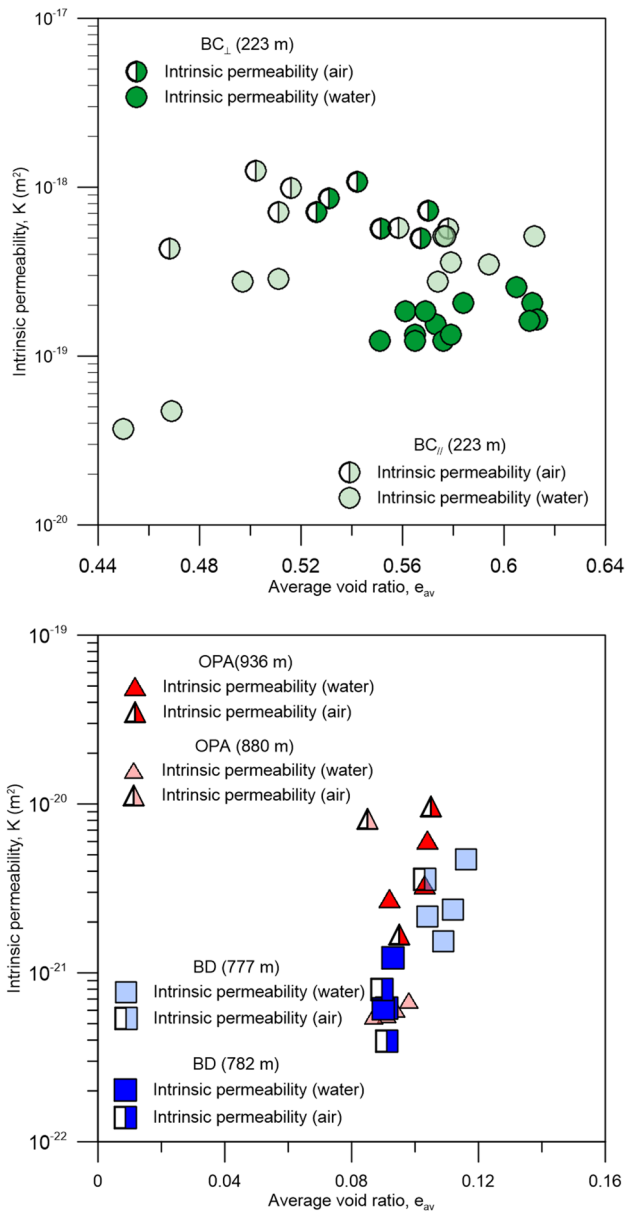 10-17
BC⊥ (223 m)
Intrinsic permeability (air)
Intrinsic permeability (water)
10-18
Intrinsic permeability, K (m²)
10-19
BC// (223 m)
Intrinsic permeability (air)
Intrinsic permeability (water)
10-20
0.44 0.48 0.52 0.56 0.6 0.64
Average void ratio, eav
10-19
OPA(936 m)
Intrinsic permeability (water)
Intrinsic permeability (air)
OPA (880 m)
Intrinsic permeability (water)
Intrinsic permeability (air)
10-20
Intrinsic permeability, K (m²)
10-21
BD (777 m)
Intrinsic permeability (water)
Intrinsic permeability (air)
BD (782 m)
Intrinsic permeability (water)
Intrinsic permeability (air)
10-22
0 0.04 0.08 0.12 0.16
Average void ratio, eav